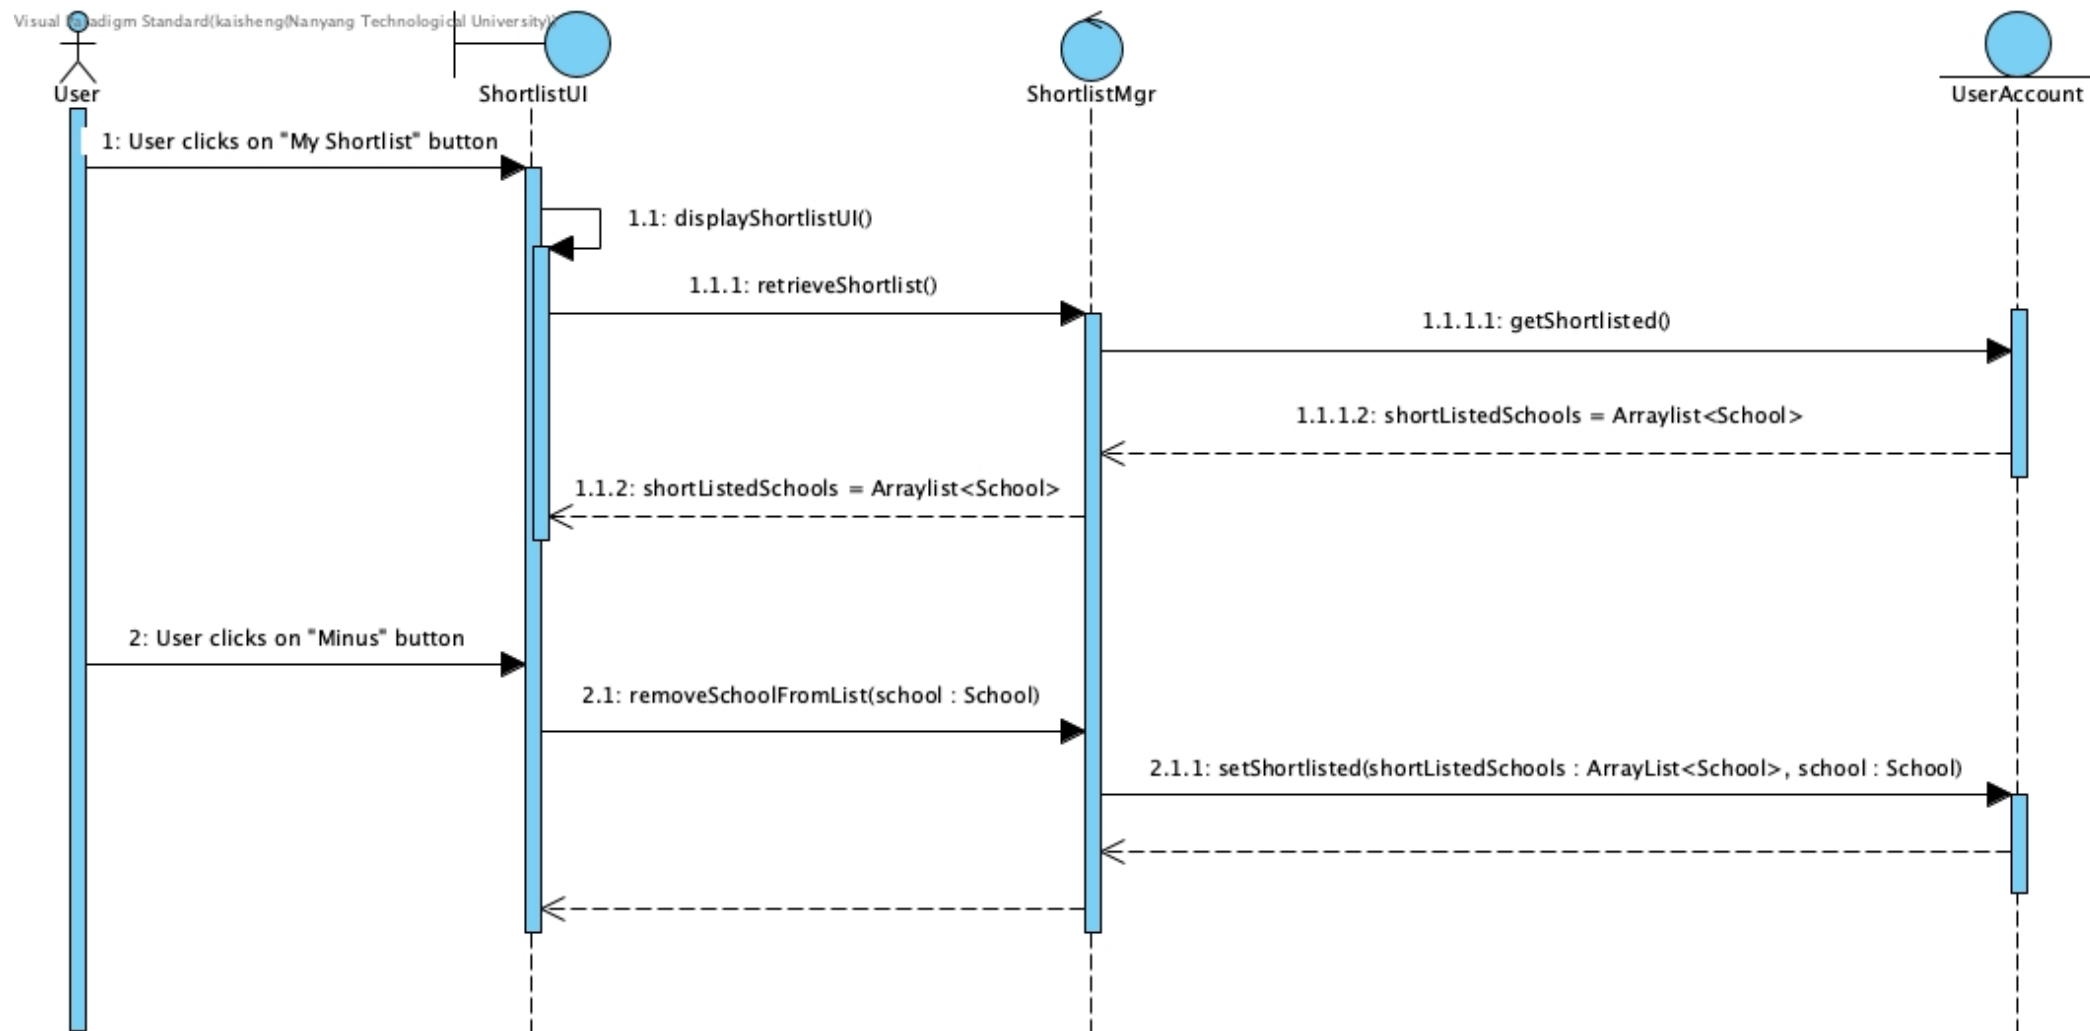 Visual Paradigm Standard(kaisheng(Nanyang Technological University))
User
ShortlistUI
ShortlistMgr
UserAccount
1: User clicks on "My Shortlist" button
1.1: displayShortlistUI()
1.1.1: retrieveShortlist()
1.1.1.1: getShortlisted()
1.1.1.2: shortListedSchools = Arraylist<School>
1.1.2: shortListedSchools = Arraylist<School>
2: User clicks on "Minus" button
2.1: removeSchoolFromList(school : School)
2.1.1: setShortlisted(shortListedSchools : ArrayList<School>, school : School)